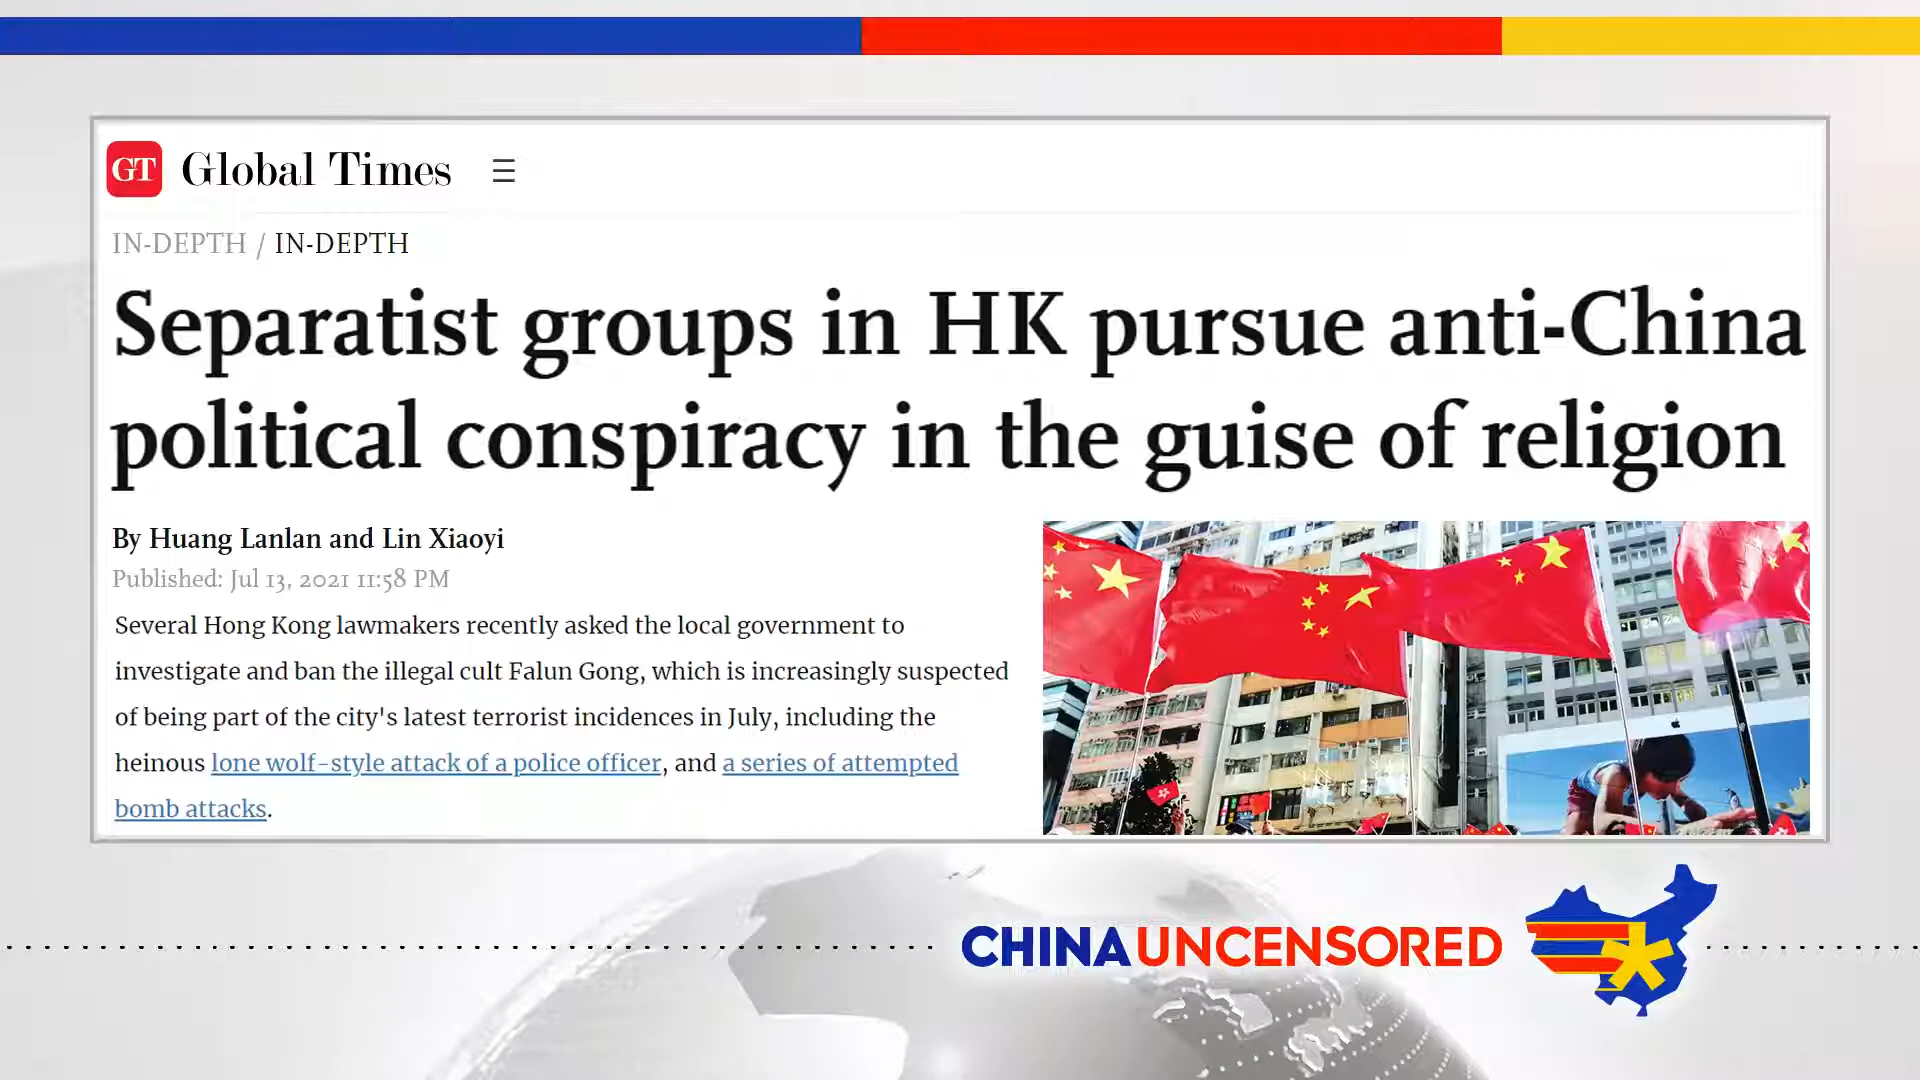 GT Global Times
IN-DEPTH / IN-DEPTH
Separatist groups in HK pursue anti-China
political conspiracy in the guise of religion
By Huang Lanlan and Lin Xiaoyi
Published: Jul 13, 2021 11:58 PM
Several Hong Kong lawmakers recently asked the local government to
investigate and ban the illegal cult Falun Gong, which is increasingly suspected
of being part of the city's latest terrorist incidences in July, including the
heinous lone wolf-style attack of a police officer, and a series of attempted
bomb attacks.
CHINA UNCENSORED